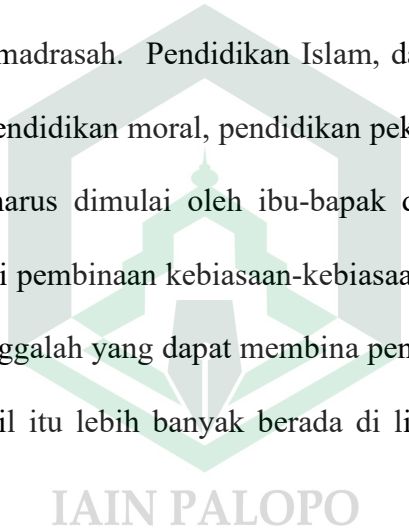 madrasah. Pendidikan Islam, da
endidikan moral, pendidikan pek
harus dimulai oleh ibu-bapak d
i pembinaan kebiasaan-kebiasaa
ggalah yang dapat membina pen
il itu lebih banyak berada di li
IAIN PALOPO